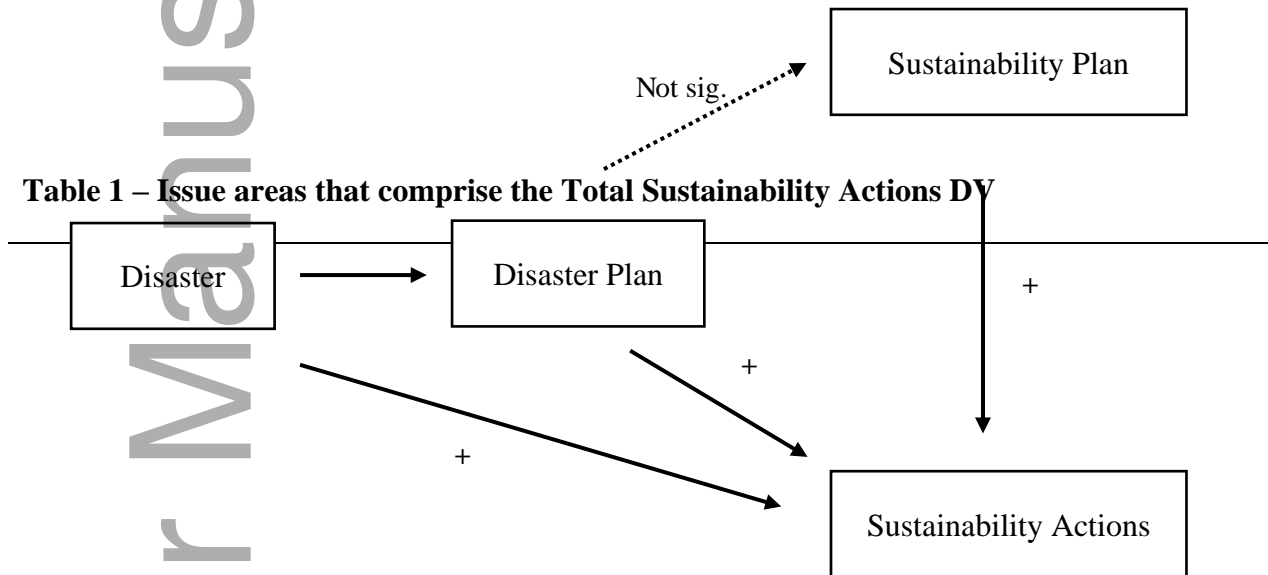 Sustainability Plan
Not sig.
Table 1 – Issue areas that comprise the Total Sustainability Actions DV
Disaster
Disaster Plan
+
+
+
Sustainability Actions
r Manus